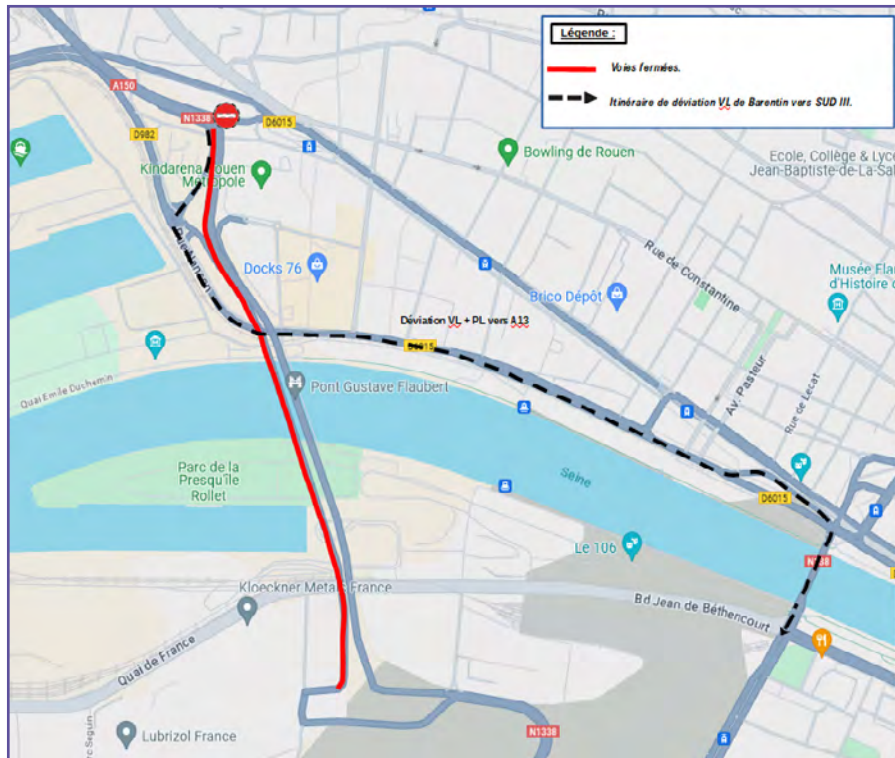 Légende :
Voies fermées.
Itinéraire de déviation VL de Barentin vers SUD III.
A150
N1338
D6015
D982
Kindarena Rouen
Métropole
Bowling de Rouen
Ecole, Collège & Lycé
Jean-Baptiste-de-La-Sal
Rue de Constantine
Docks 76
Brico Dépôt
Musée Flau
d'Histoire d
Déviation VL + PL vers A13
D6015
Av. Pasteur
Rue de Lecat
Quai Emile Duchemin
Pont Gustave Flaubert
Parc de la
Presqu'île
Rollet
Seine
D6015
Le 106
N338
Kloeckner Metals France
Bd Jean de Béthencourt
Quai de France
N1338
Lubrizol France